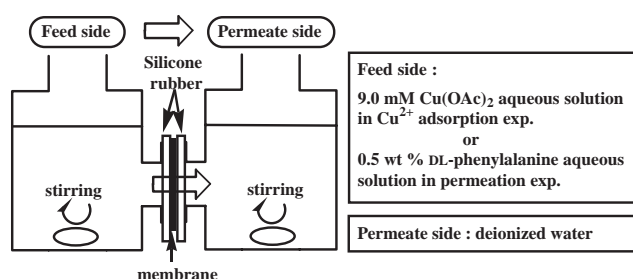 Feed side
Permeate side
Silicone
rubber
stirring
stirring
membrane
Feed side :
9.0 mM Cu(OAc)₂ aqueous solution
in Cu²⁺ adsorption exp.
or
0.5 wt % DL-phenylalanine aqueous
solution in permeation exp.
Permeate side : deionized water